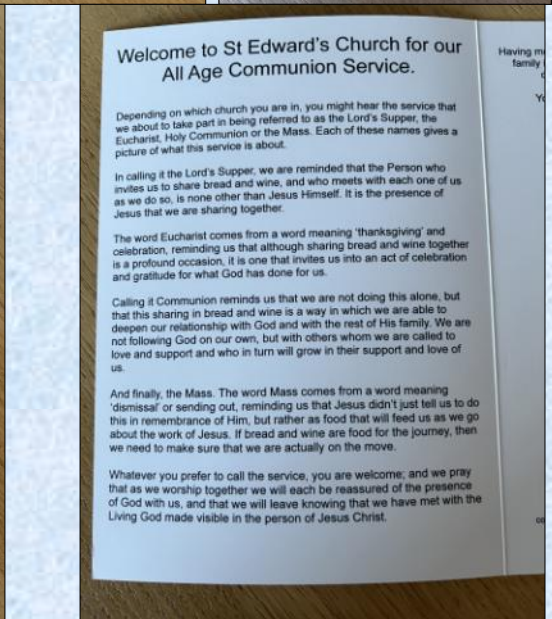 Welcome to St Edward's Church for our
All Age Communion Service.
Depending on which church you are in, you might hear the service that
we about to take part in being referred to as the Lord's Supper, the
Eucharist, Holy Communion or the Mass. Each of these names gives a
picture of what this service is about.
In calling it the Lord's Supper, we are reminded that the Person who
invites us to share bread and wine, and who meets with each one of us
as we do so, is none other than Jesus Himself. It is the presence of
Jesus that we are sharing together.
The word Eucharist comes from a word meaning 'thanksgiving' and
celebration, reminding us that although sharing bread and wine together
is a profound occasion, it is one that invites us into an act of celebration
and gratitude for what God has done for us.
Calling it Communion reminds us that we are not doing this alone, but
that this sharing in bread and wine is a way in which we are able to
deepen our relationship with God and with the rest of His family. We are
not following God on our own, but with others whom we are called to
love and support and who in turn will grow in their support and love of
us.
And finally, the Mass. The word Mass comes from a word meaning
'dismissal' or sending out, reminding us that Jesus didn't just tell us to do
this in remembrance of Him, but rather as food that will feed us as we go
about the work of Jesus. If bread and wine are food for the journey, then
we need to make sure that we are actually on the move.
Whatever you prefer to call the service, you are welcome; and we pray
that as we worship together we will each be reassured of the presence
of God with us, and that we will leave knowing that we have met with the
Living God made visible in the person of Jesus Christ.
Having
family